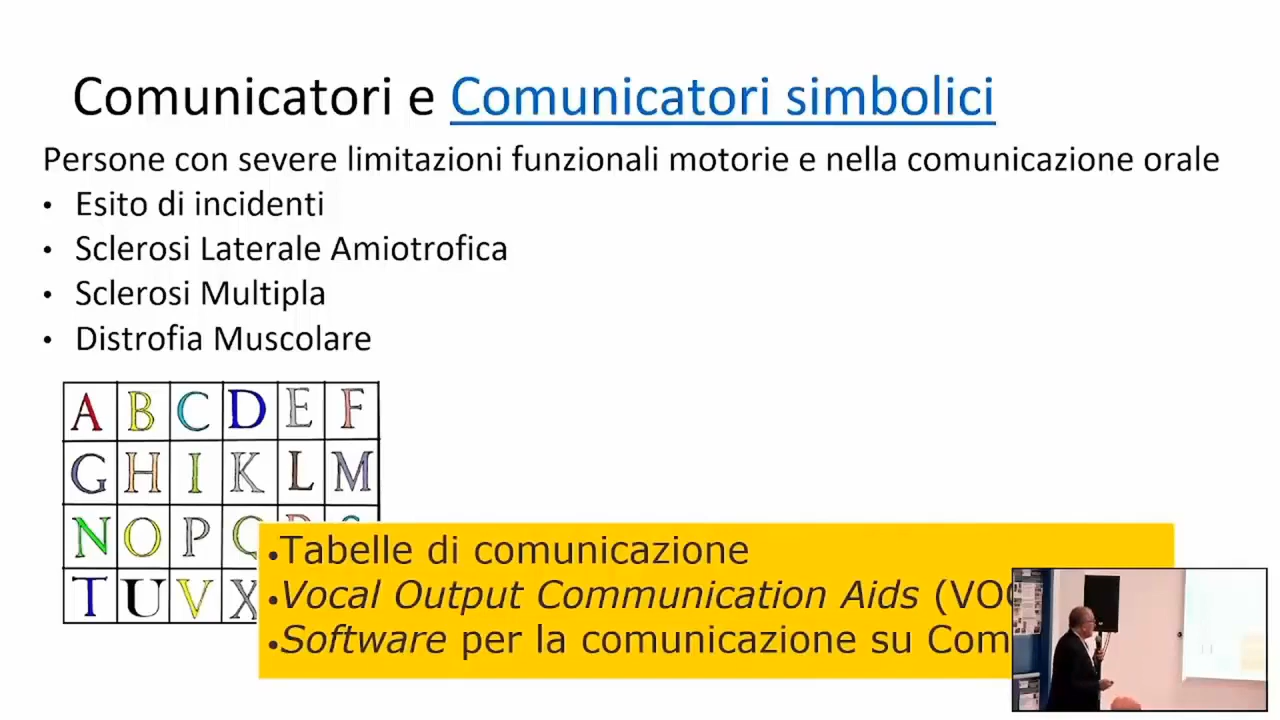 Comunicatori e Comunicatori simbolici
Persone con severe limitazioni funzionali motorie e nella comunicazione orale
• Esito di incidenti
• Sclerosi Laterale Amiotrofica
• Sclerosi Multipla
• Distrofia Muscolare
A B C D E F
G H I K L M
N O P
T U V X
•Tabelle di comunicazione
•Vocal Output Communication Aids
•Software per la comunicazione su